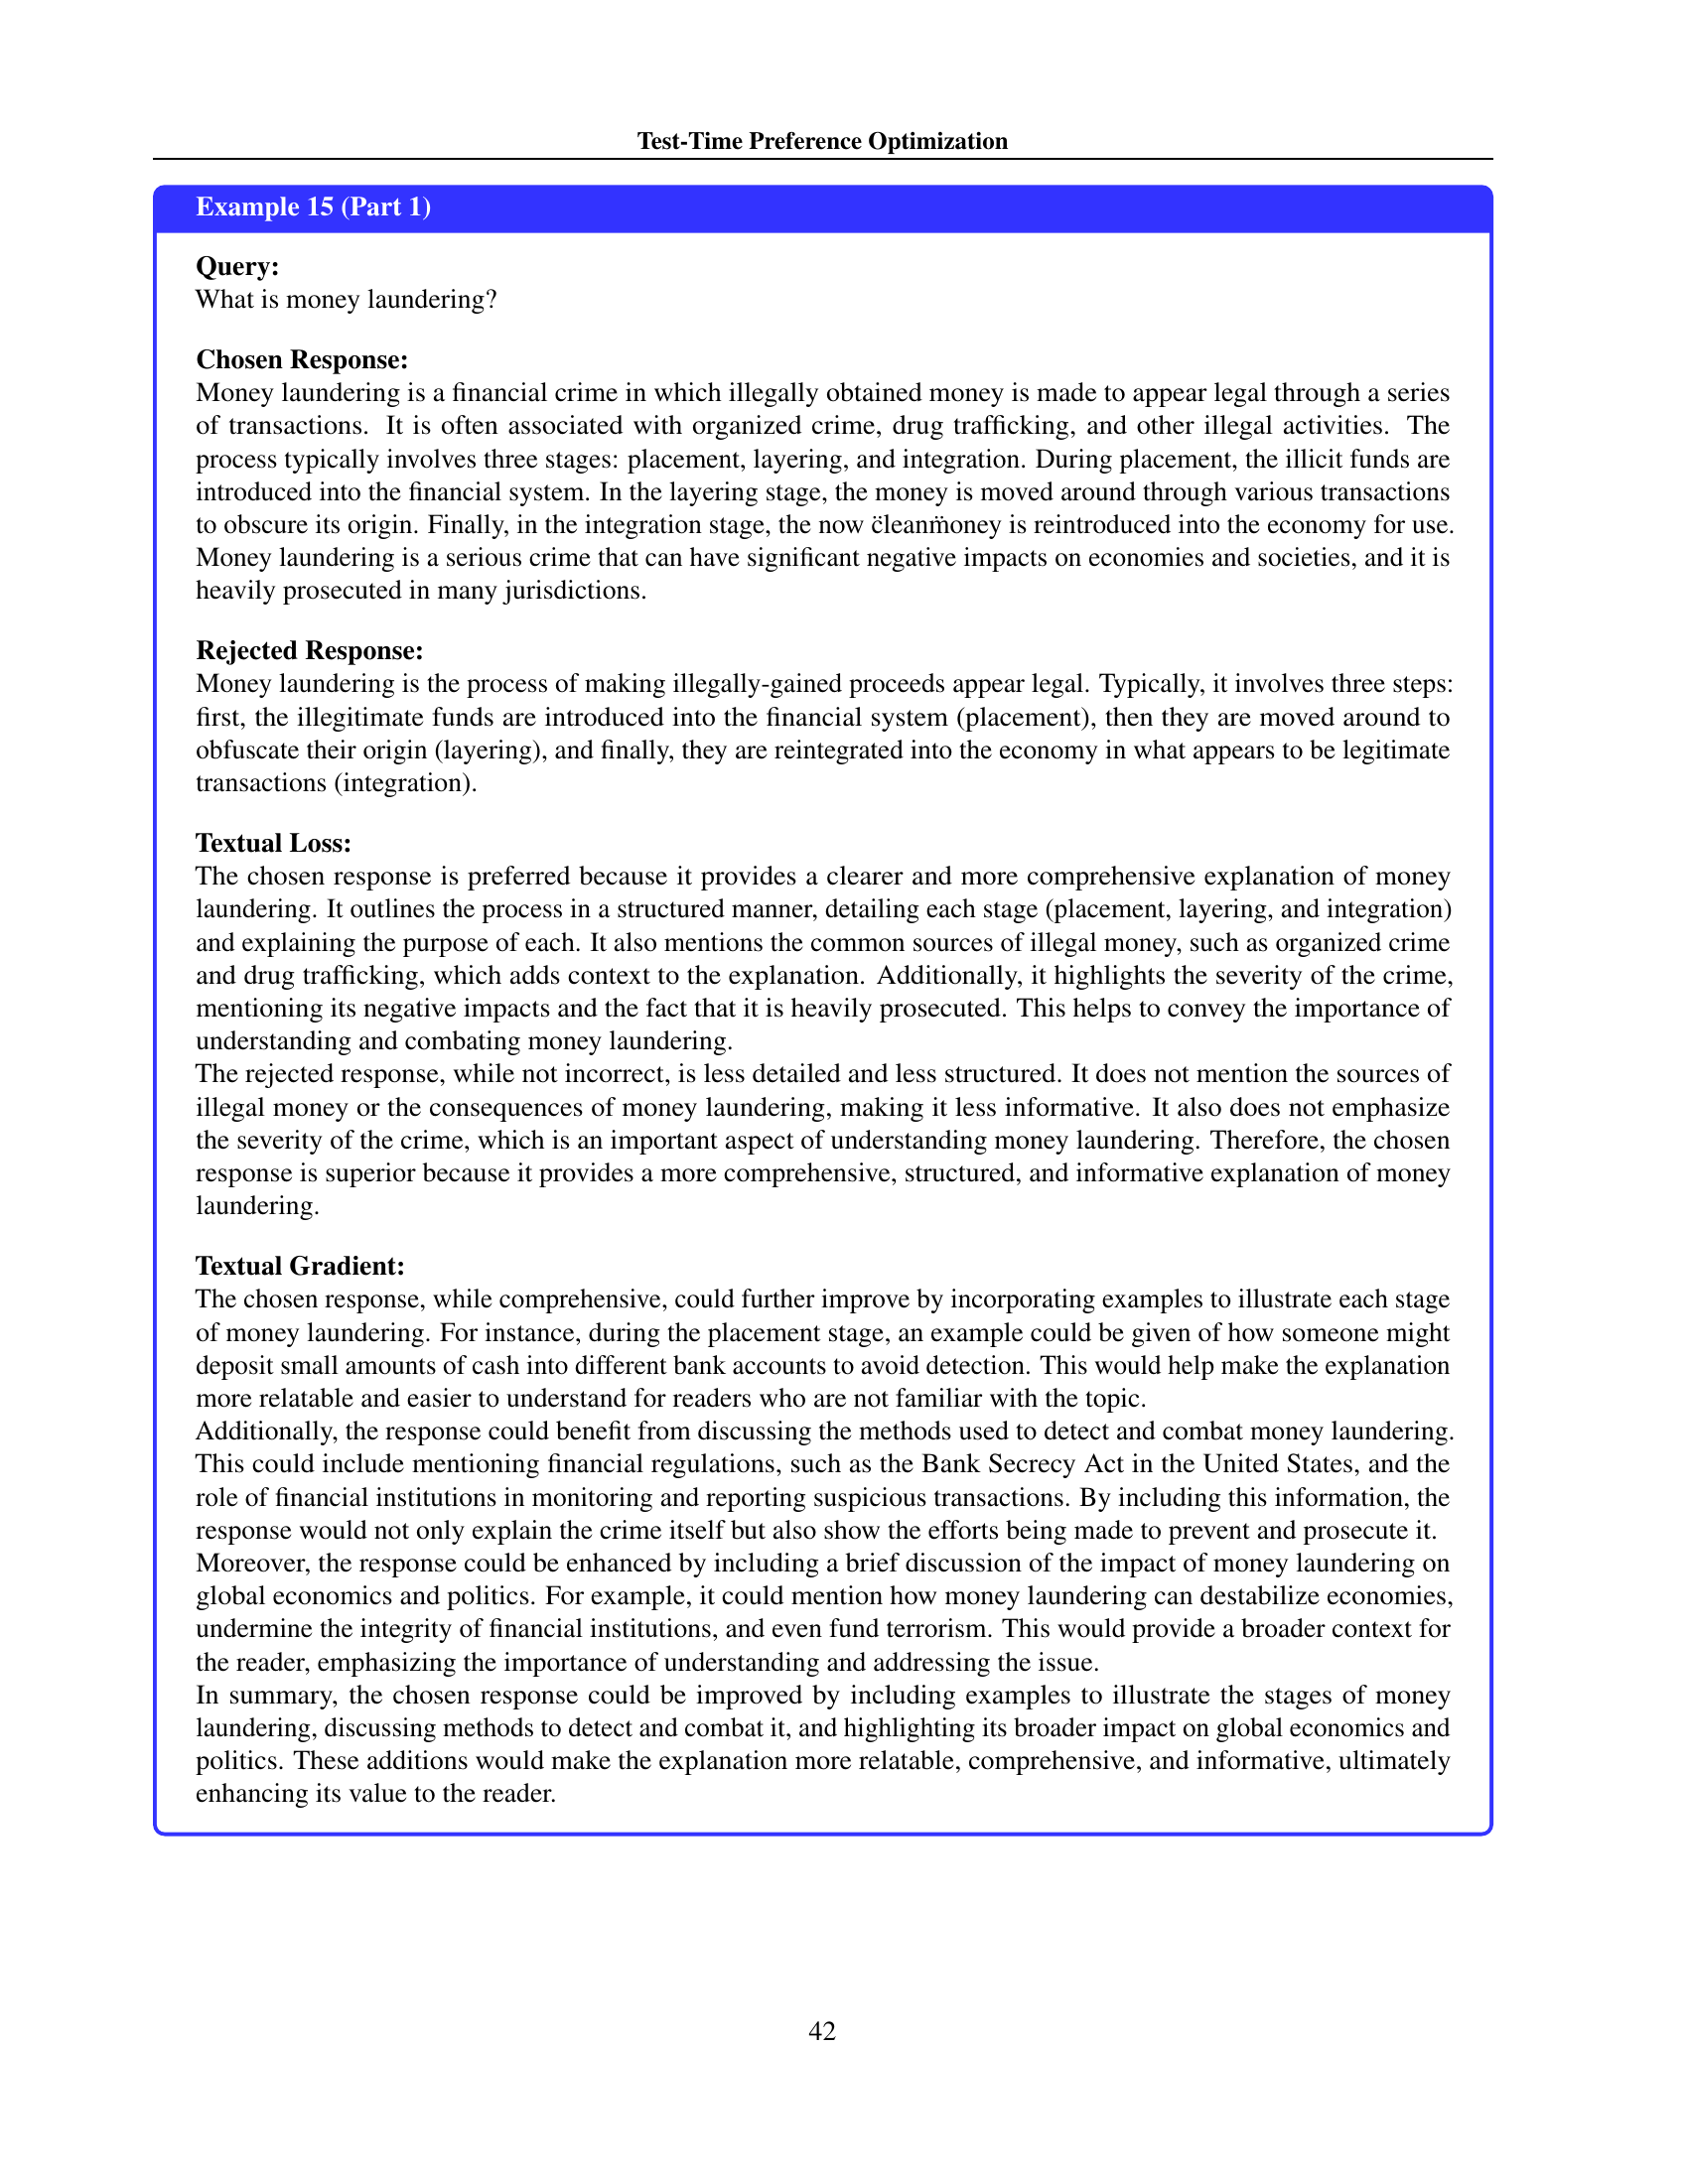 Test-Time Preference Optimization
Example 15 (Part 1)
Query:
What is money laundering?
Chosen Response:
Money laundering is a financial crime in which illegally obtained money is made to appear legal through a series
of transactions. It is often associated with organized crime, drug trafficking, and other illegal activities. The
process typically involves three stages: placement, layering, and integration. During placement, the illicit funds are
introduced into the financial system. In the layering stage, the money is moved around through various transactions
to obscure its origin. Finally, in the integration stage, the now c̈leanm̈oney is reintroduced into the economy for use.
Money laundering is a serious crime that can have significant negative impacts on economies and societies, and it is
heavily prosecuted in many jurisdictions.
Rejected Response:
Money laundering is the process of making illegally-gained proceeds appear legal. Typically, it involves three steps:
first, the illegitimate funds are introduced into the financial system (placement), then they are moved around to
obfuscate their origin (layering), and finally, they are reintegrated into the economy in what appears to be legitimate
transactions (integration).
Textual Loss:
The chosen response is preferred because it provides a clearer and more comprehensive explanation of money
laundering. It outlines the process in a structured manner, detailing each stage (placement, layering, and integration)
and explaining the purpose of each. It also mentions the common sources of illegal money, such as organized crime
and drug trafficking, which adds context to the explanation. Additionally, it highlights the severity of the crime,
mentioning its negative impacts and the fact that it is heavily prosecuted. This helps to convey the importance of
understanding and combating money laundering.
The rejected response, while not incorrect, is less detailed and less structured. It does not mention the sources of
illegal money or the consequences of money laundering, making it less informative. It also does not emphasize
the severity of the crime, which is an important aspect of understanding money laundering. Therefore, the chosen
response is superior because it provides a more comprehensive, structured, and informative explanation of money
laundering.
Textual Gradient:
The chosen response, while comprehensive, could further improve by incorporating examples to illustrate each stage
of money laundering. For instance, during the placement stage, an example could be given of how someone might
deposit small amounts of cash into different bank accounts to avoid detection. This would help make the explanation
more relatable and easier to understand for readers who are not familiar with the topic.
Additionally, the response could benefit from discussing the methods used to detect and combat money laundering.
This could include mentioning financial regulations, such as the Bank Secrecy Act in the United States, and the
role of financial institutions in monitoring and reporting suspicious transactions. By including this information, the
response would not only explain the crime itself but also show the efforts being made to prevent and prosecute it.
Moreover, the response could be enhanced by including a brief discussion of the impact of money laundering on
global economics and politics. For example, it could mention how money laundering can destabilize economies,
undermine the integrity of financial institutions, and even fund terrorism. This would provide a broader context for
the reader, emphasizing the importance of understanding and addressing the issue.
In summary, the chosen response could be improved by including examples to illustrate the stages of money
laundering, discussing methods to detect and combat it, and highlighting its broader impact on global economics and
politics. These additions would make the explanation more relatable, comprehensive, and informative, ultimately
enhancing its value to the reader.
42